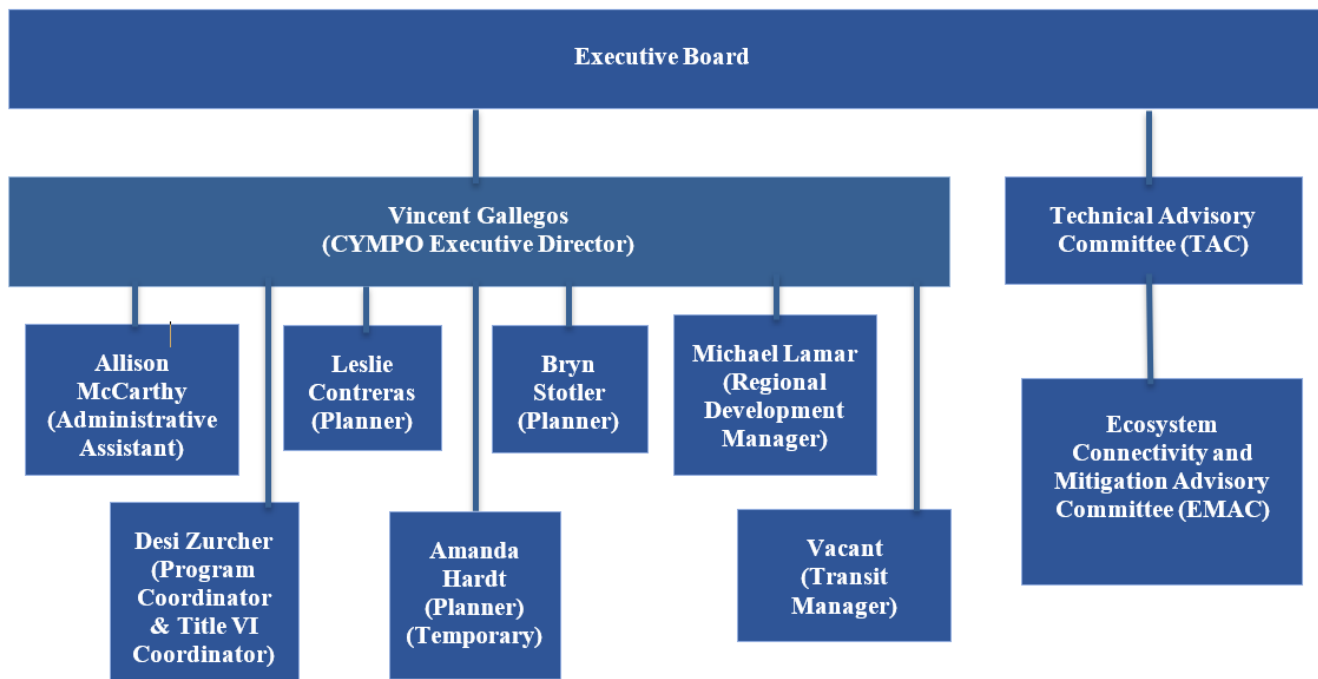 Executive Board
Vincent Gallegos
(CYMPO Executive Director)
Technical Advisory
Committee (TAC)
Allison
McCarthy
(Administrative
Assistant)
Leslie
Contreras
(Planner)
Bryn
Stotler
(Planner)
Michael Lamar
(Regional
Development
Manager)
Ecosystem
Connectivity and
Mitigation Advisory
Committee (EMAC)
Desi Zurcher
(Program
Coordinator
& Title VI
Coordinator)
Amanda
Hardt
(Planner)
(Temporary)
Vacant
(Transit
Manager)